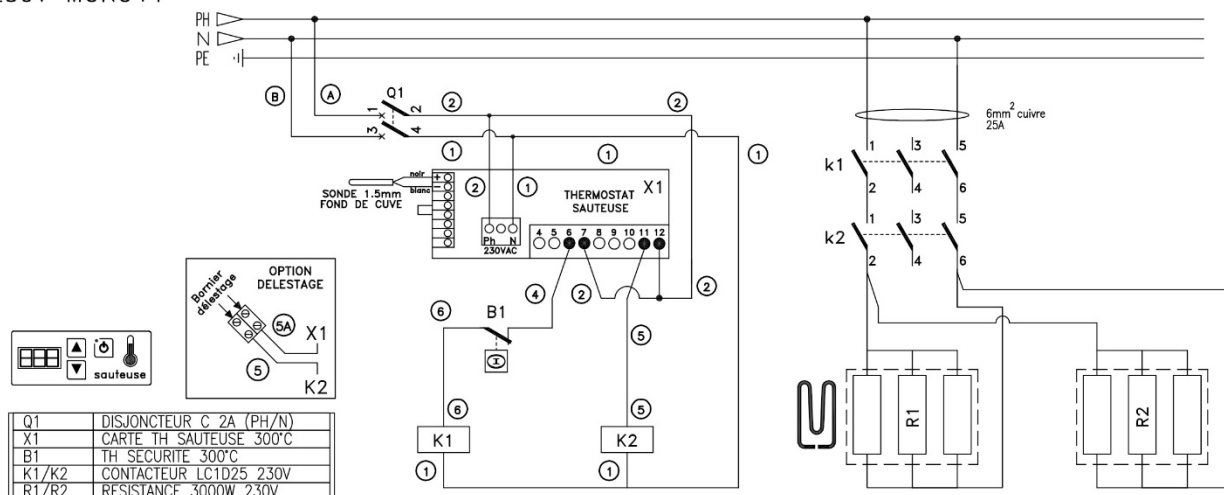 PH
N
PE
B
A
Q1
1 2
3 4
2
2
1
1
1
6mm² cuivre
25A
k1
1 3 5
2 4 6
k2
1 3 5
2 4 6
noir
blanc
+
-
SONDE 1.5mm
FOND DE CUVE
2
1
THERMOSTAT X1
SAUTEUSE
Ph N
230VAC
4 5 6 7 8 9 10 11 12
OPTION
DELESTAGE
Bornier
délestage
5A
X1
5
K2
4
2
2
6
B1
5
sauteuse
6
5
K1
K2
1
1
R1
R2
Q1 DISJONCTEUR C 2A (PH/N)
X1 CARTE TH SAUTEUSE 300°C
B1 TH SECURITE 300°C
K1/K2 CONTACTEUR LC1D25 230V
R1/R2 RESISTANCE 3000W 230V